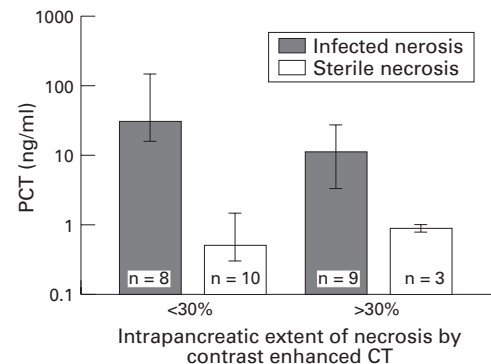 1000
100
10
1
0.1
PCT (ng/ml)
Infected nerosis
Sterile necrosis
n = 8
n = 10
n = 9
n = 3
<30%
>30%
Intrapancreatic extent of necrosis by
contrast enhanced CT